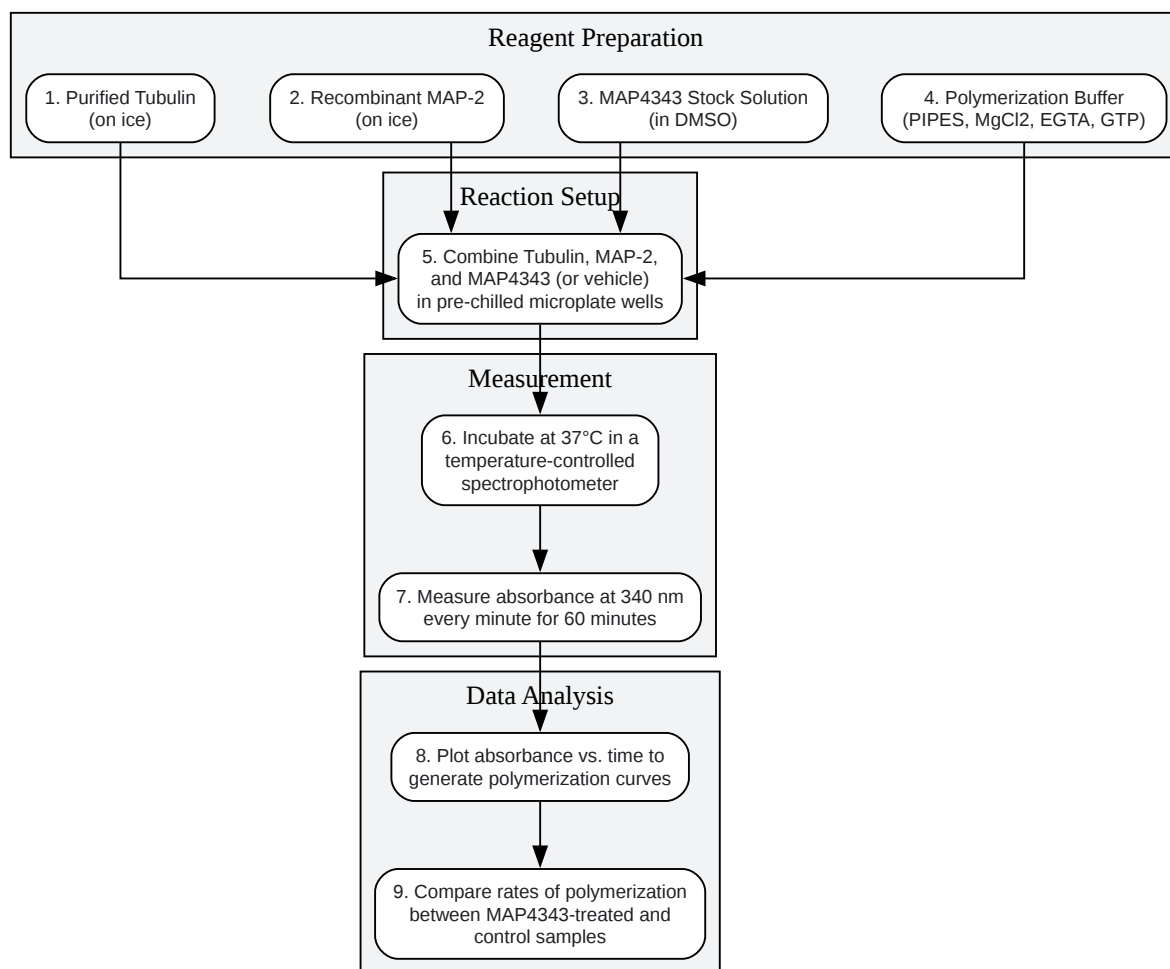 Reagent Preparation
1. Purified Tubulin
(on ice)
2. Recombinant MAP-2
(on ice)
3. MAP4343 Stock Solution
(in DMSO)
4. Polymerization Buffer
(PIPES, MgCl2, EGTA, GTP)
Reaction Setup
5. Combine Tubulin, MAP-2,
and MAP4343 (or vehicle)
in pre-chilled microplate wells
Measurement
6. Incubate at 37°C in a
temperature-controlled
spectrophotometer
7. Measure absorbance at 340 nm
every minute for 60 minutes
Data Analysis
8. Plot absorbance vs. time to
generate polymerization curves
9. Compare rates of polymerization
between MAP4343-treated and
control samples